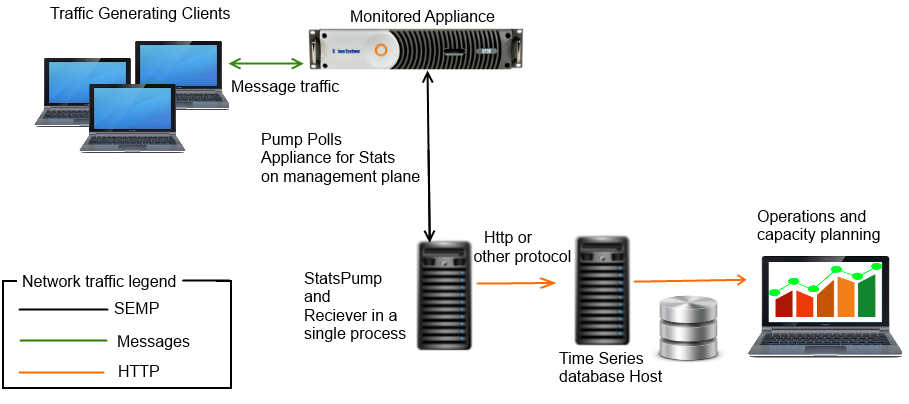 Traffic Generating Clients
Monitored Appliance
Message traffic
Pump Polls
Appliance for Stats
on management plane
Http or
other protocol
Operations and
capacity planning
StatsPump
and
Reciever in a
single process
Time Series
database Host
Network traffic legend
SEMP
Messages
HTTP